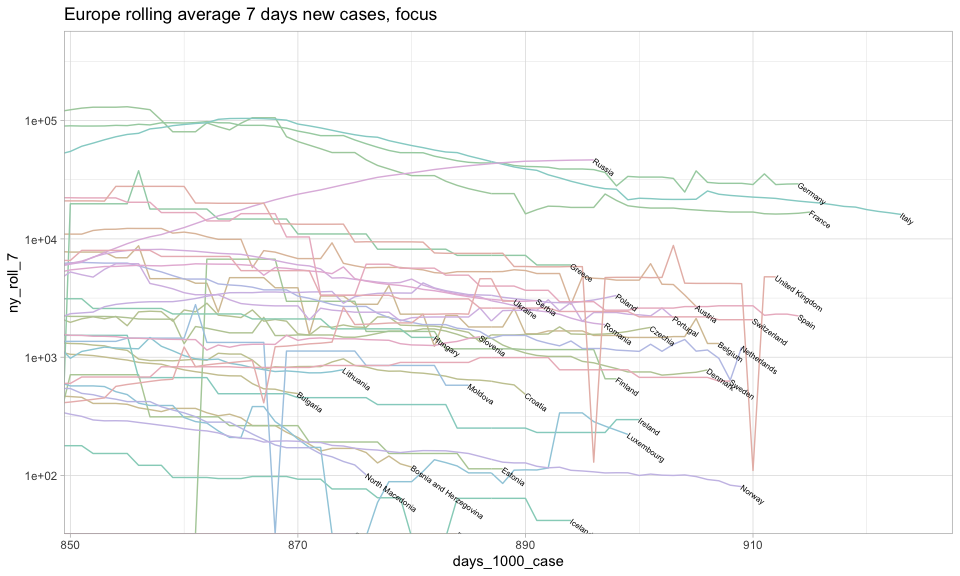 Europe rolling average 7 days new cases, focus
ny_roll_7
1e+05
1e+04
1e+03
1e+02
Russia
Germany
Italy
France
Greece
United Kingdom
Spain
Switzerland
Austria
Portugal
Poland
Serbia
Ukraine
Romania
Czechia
Belgium
Netherlands
Hungary
Slovenia
Denmark
Sweden
Finland
Lithuania
Moldova
Croatia
Bulgaria
Ireland
Luxembourg
Estonia
Bosnia and Herzegovina
North Macedonia
Norway
850
870
890
910
days_1000_case